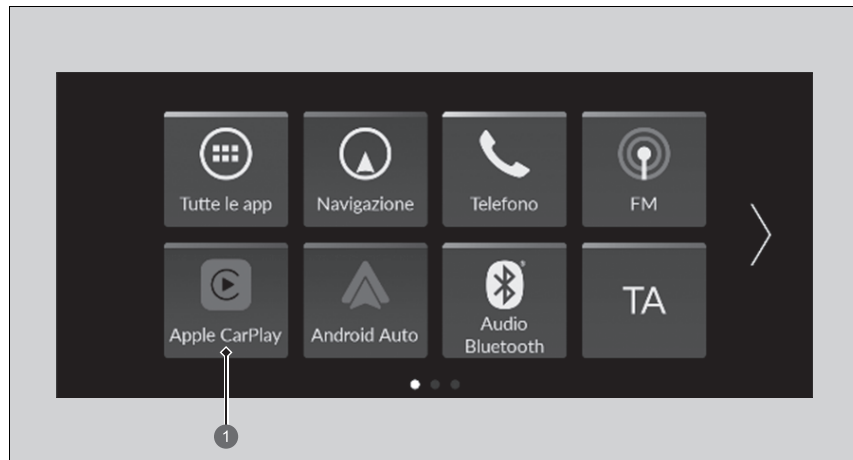 Tutte le app
Navigazione
Telefono
FM
Apple CarPlay
Android Auto
Audio
Bluetooth
TA
1